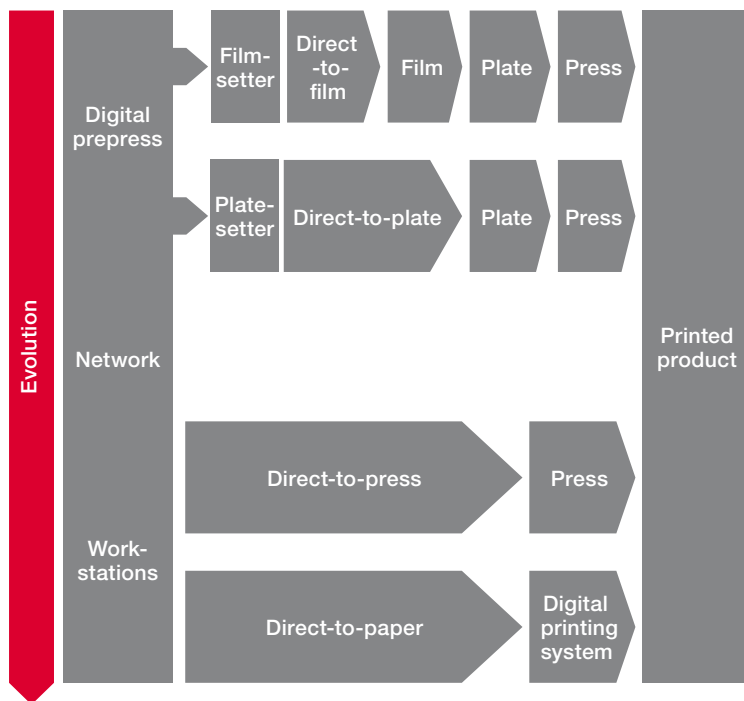 Evolution
Digital
prepress
Network
Work-
stations
Film-
setter
Direct
-to-
film
Film
Plate
Press
Plate-
setter
Direct-to-plate
Plate
Press
Direct-to-press
Press
Direct-to-paper
Digital
printing
system
Printed
product